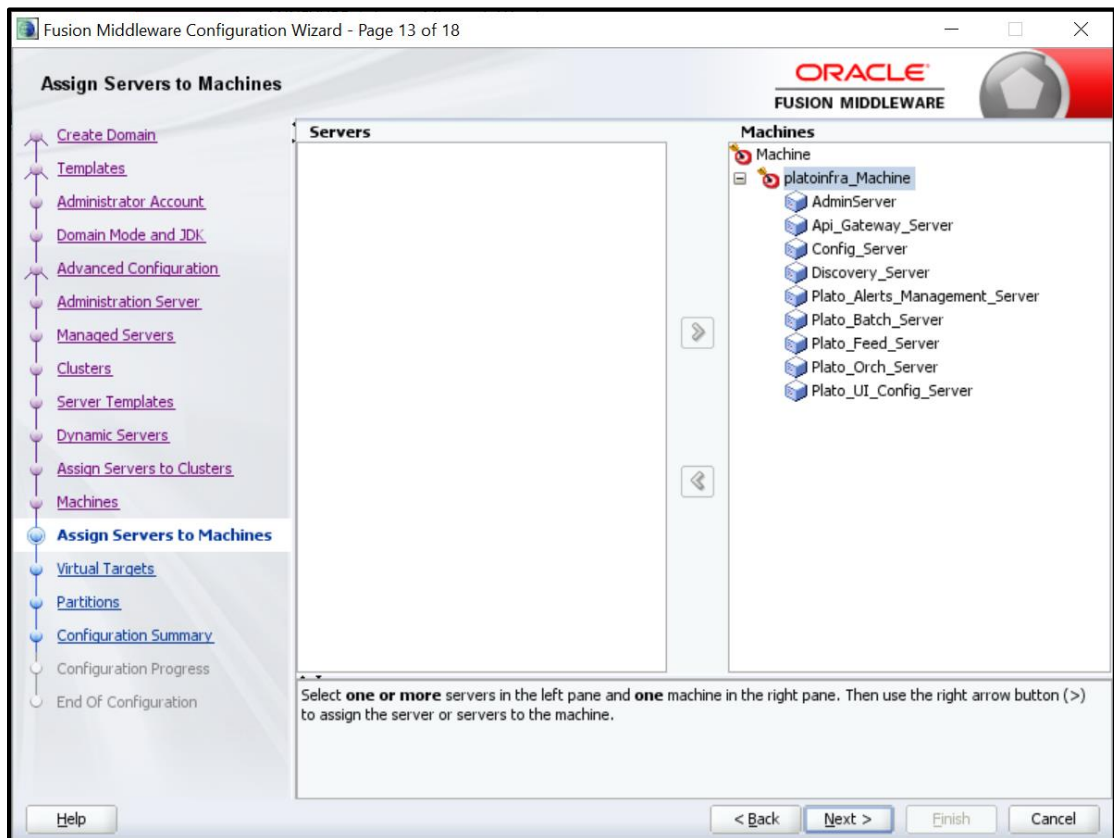 Fusion Middleware Configuration Wizard - Page 13 of 18
Assign Servers to Machines
ORACLE
FUSION MIDDLEWARE
Create Domain
Templates
Administrator Account
Domain Mode and JDK
Advanced Configuration
Administration Server
Managed Servers
Clusters
Server Templates
Dynamic Servers
Assign Servers to Clusters
Machines
Assign Servers to Machines
Virtual Targets
Partitions
Configuration Summary
Configuration Progress
End Of Configuration
Servers
Machines
Machine
platoinfra_Machine
AdminServer
Api_Gateway_Server
Config_Server
Discovery_Server
Plato_Alerts_Management_Server
Plato_Batch_Server
Plato_Feed_Server
Plato_Orch_Server
Plato_UI_Config_Server
Select one or more servers in the left pane and one machine in the right pane. Then use the right arrow button (>)
to assign the server or servers to the machine.
Help
< Back
Next >
Finish
Cancel